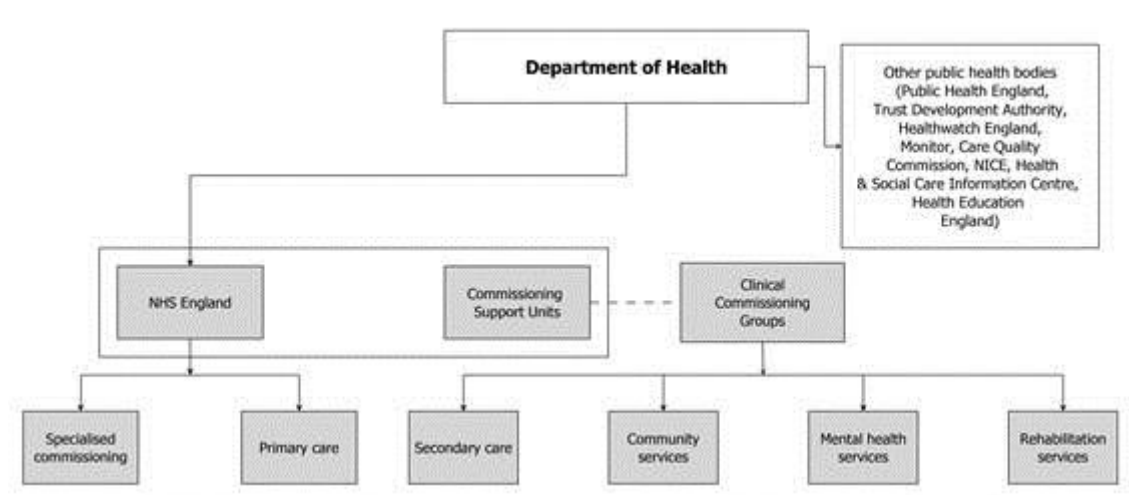 Department of Health
Other public health bodies
(Public Health England,
Trust Development Authority,
Healthwatch England,
Monitor, Care Quality
Commission, NICE, Health
& Social Care Information Centre,
Health Education
England)
NHS England
Commissioning
Support Units
Clinical
Commissioning
Groups
Specialised
commissioning
Primary care
Secondary care
Community
services
Mental health
services
Rehabilitation
services